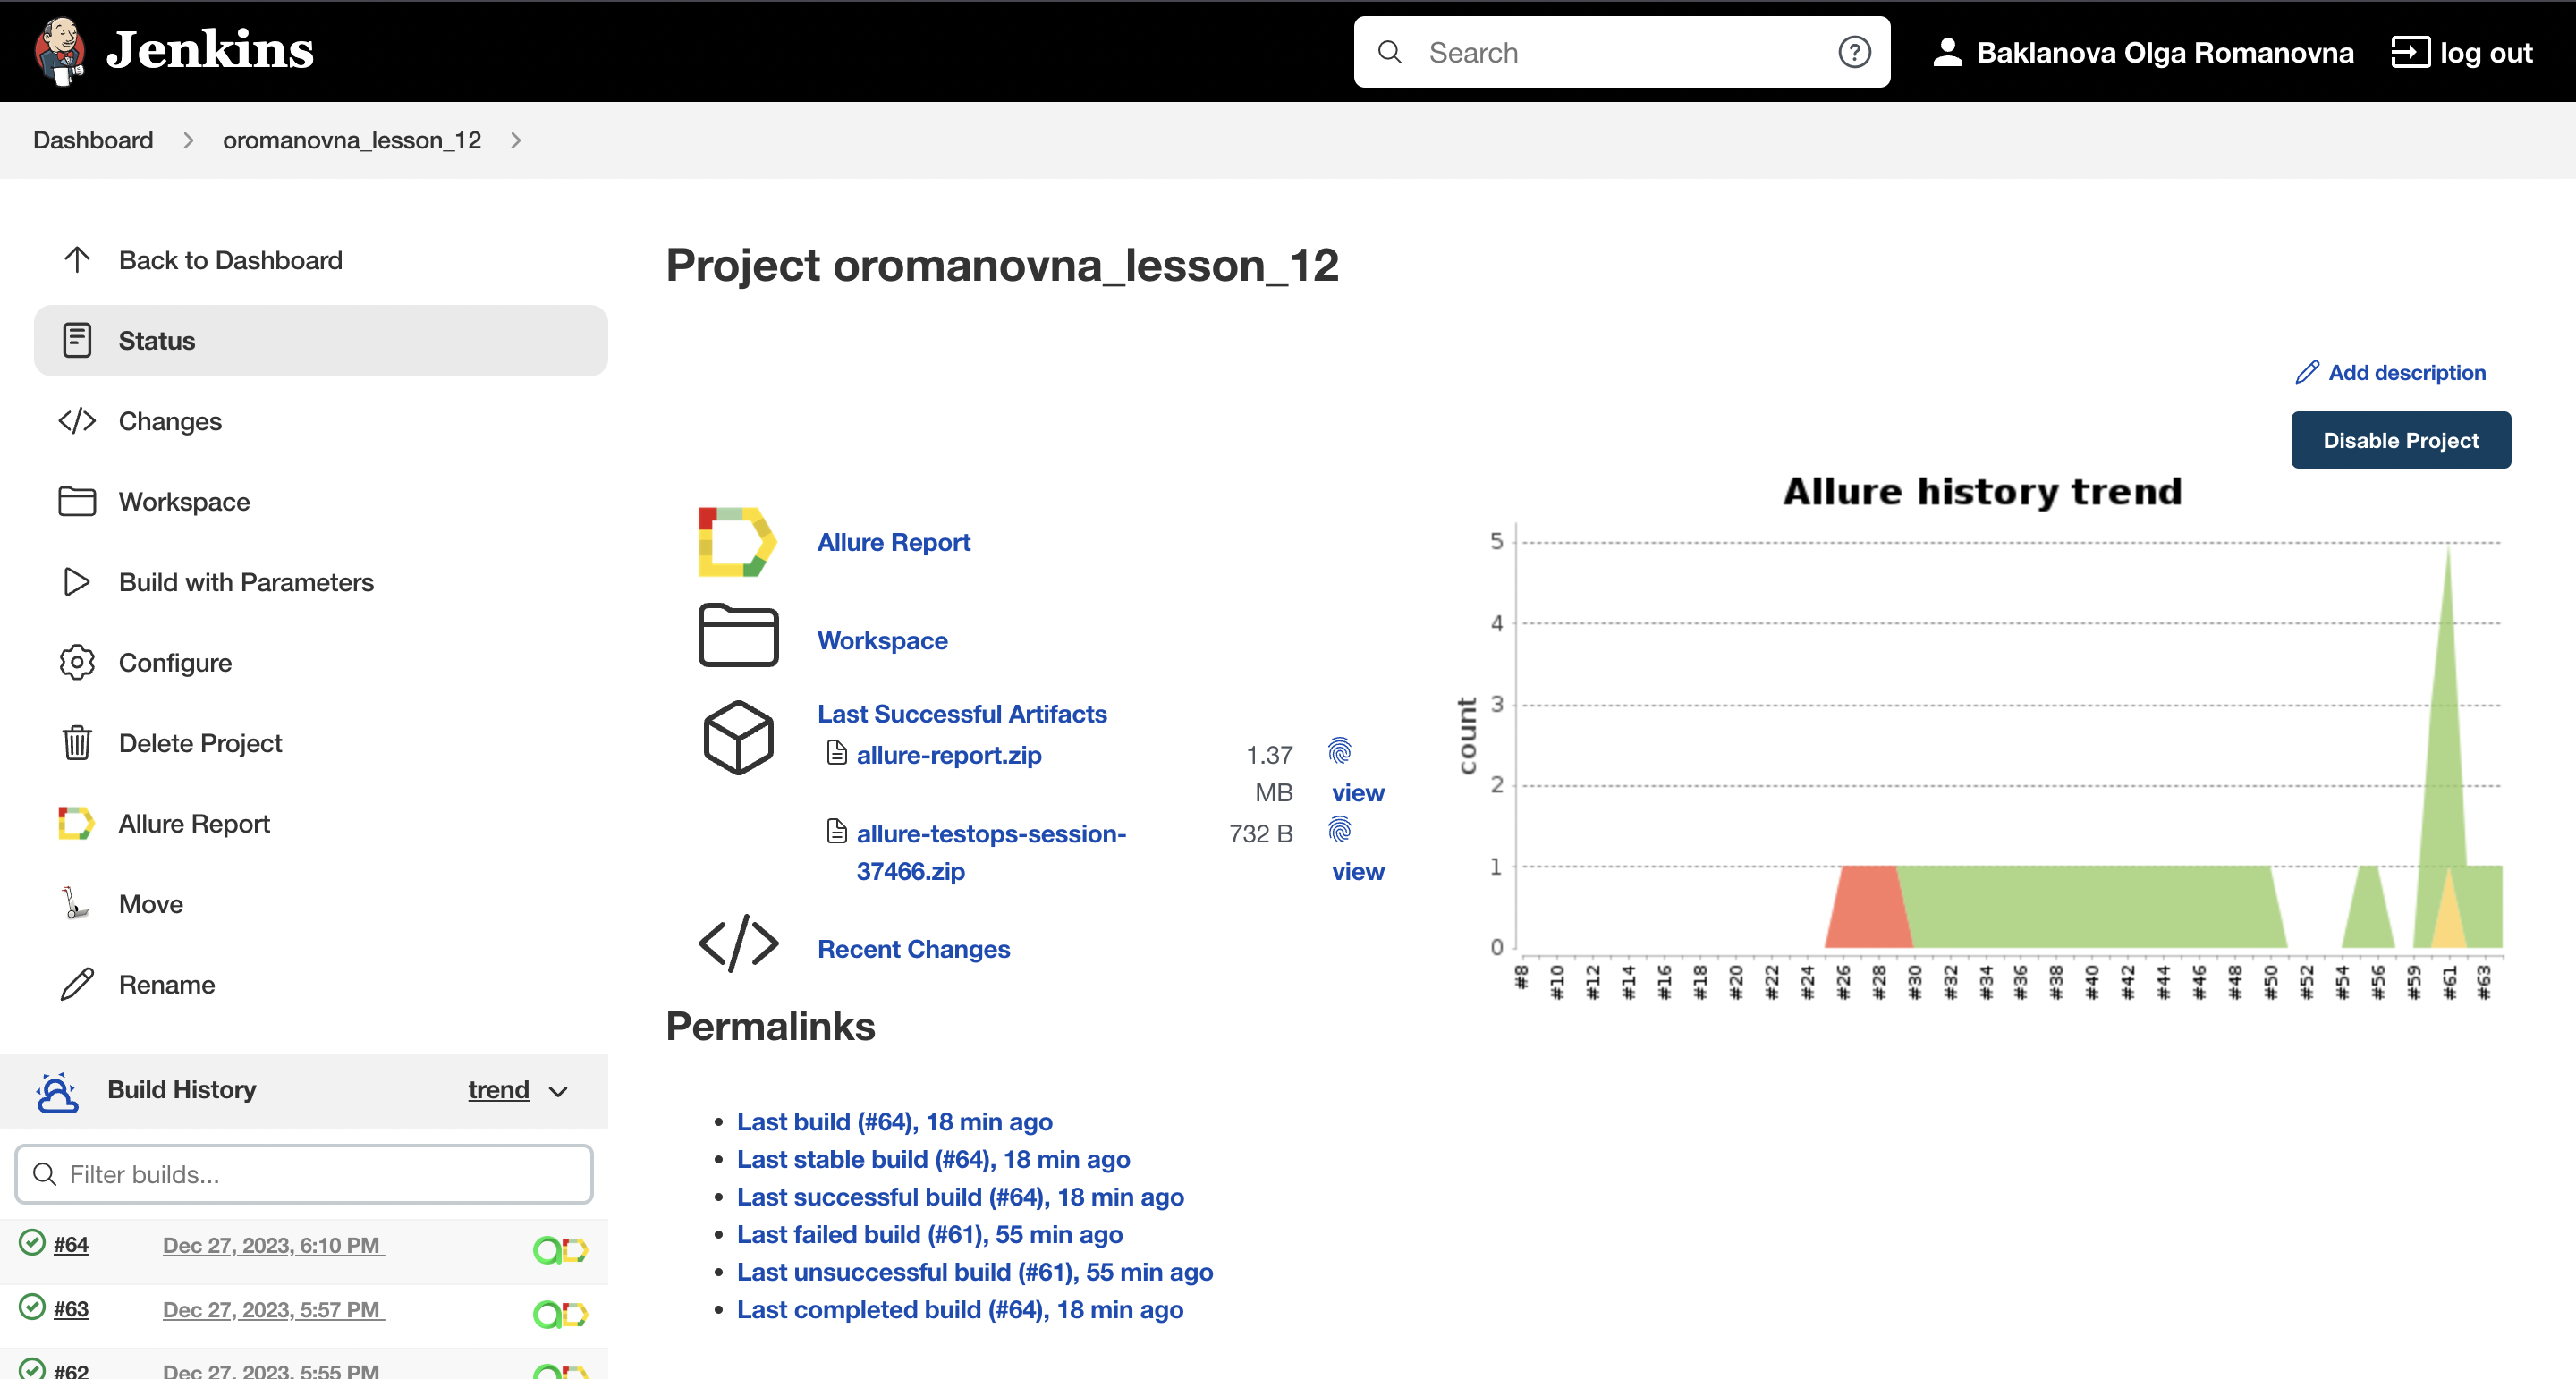 Jenkins
Search
Baklanova Olga Romanovna
log out
Dashboard
oromanovna_lesson_12
Back to Dashboard
Status
Changes
Workspace
Build with Parameters
Configure
Delete Project
Allure Report
Move
Rename
Build History
trend
Filter builds...
#64
Dec 27, 2023, 6:10 PM
#63
Dec 27, 2023, 5:57 PM
#62
Dec 27, 2023, 5:55 PM
Project oromanovna_lesson_12
Add description
Disable Project
Allure Report
Workspace
Last Successful Artifacts
allure-report.zip
1.37
MB
view
allure-testops-session-
37466.zip
732 B
view
Recent Changes
Allure history trend
count
5
4
3
2
1
0
#8
#10
#12
#14
#16
#18
#20
#22
#24
#26
#28
#30
#32
#34
#36
#38
#40
#42
#44
#46
#48
#50
#52
#54
#56
#59
#61
#63
Permalinks
Last build (#64), 18 min ago
Last stable build (#64), 18 min ago
Last successful build (#64), 18 min ago
Last failed build (#61), 55 min ago
Last unsuccessful build (#61), 55 min ago
Last completed build (#64), 18 min ago